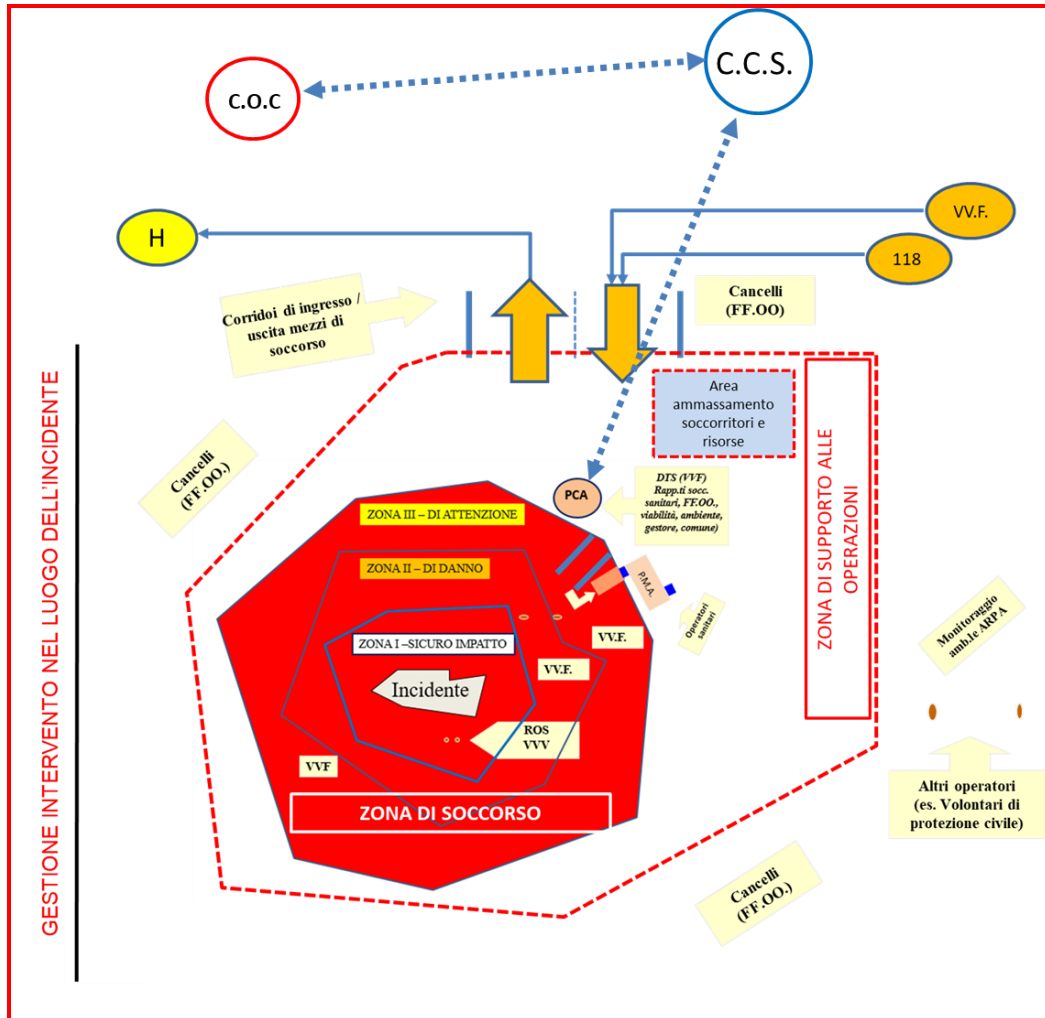 C.C.S.
C.O.C
VV.F.
H
118
Cancelli
(FF.OO)
Corridoi di ingresso /
uscita mezzi di
soccorso
GESTIONE INTERVENTO NEL LUOGO DELL'INCIDENTE
Area
ammassamento
soccorritori e
risorse
ZONA DI SUPPORTO ALLE
OPERAZIONI
Cancelli
(FF.OO.)
PCA
DTS (VVF)
Rapp.ti socc.
sanitari, FF.OO.,
viabilità, ambiente,
gestore, comune)
ZONA III – DI ATTENZIONE
ZONA II – DI DANNO
P.M.A.
Operatori
sanitari
ZONA I –SICURO IMPATTO
VV.F.
VV.F.
Incidente
Monitoraggio
amb.le ARPA
ROS
VVV
VVF
ZONA DI SOCCORSO
Altri operatori
(es. Volontari di
protezione civile)
Cancelli
(FF.OO.)